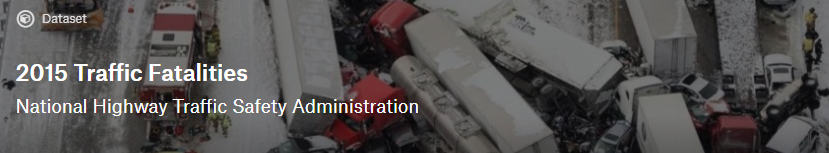 Dataset
2015 Traffic Fatalities
National Highway Traffic Safety Administration